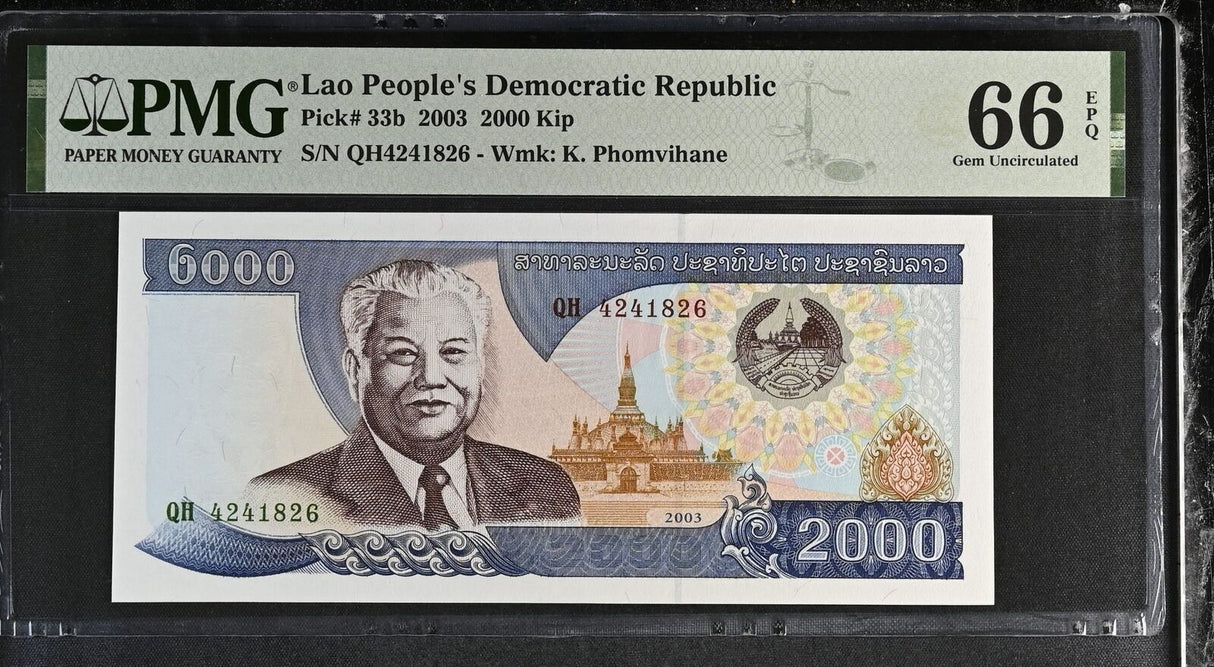 PMG®
PAPER MONEY GUARANTY
Lao People's Democratic Republic
Pick# 33b 2003 2000 Kip
S/N QH4241826 - Wmk: K. Phomvihane
66
EPQ
Gem Uncirculated
໒໐໐໐
ສາທາລະນະລັດ ປະຊາທິປະໄຕ ປະຊາຊົນລາວ
QH 4241826
QH 4241826
2003
2000